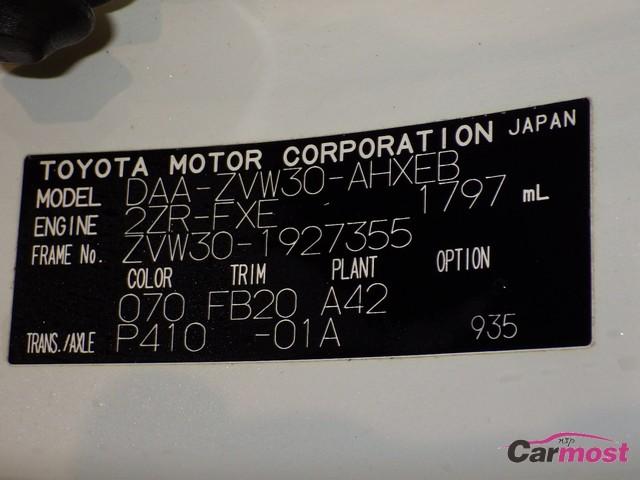 TOYOTA MOTOR CORPORATION JAPAN
MODEL DAA-ZVW30-AHXEB
ENGINE 2ZR-FXE 1797 mL
FRAME No. ZVW30-1927355
COLOR TRIM PLANT OPTION
070 FB20 A42
TRANS./AXLE P410 -01A 935
Carmost